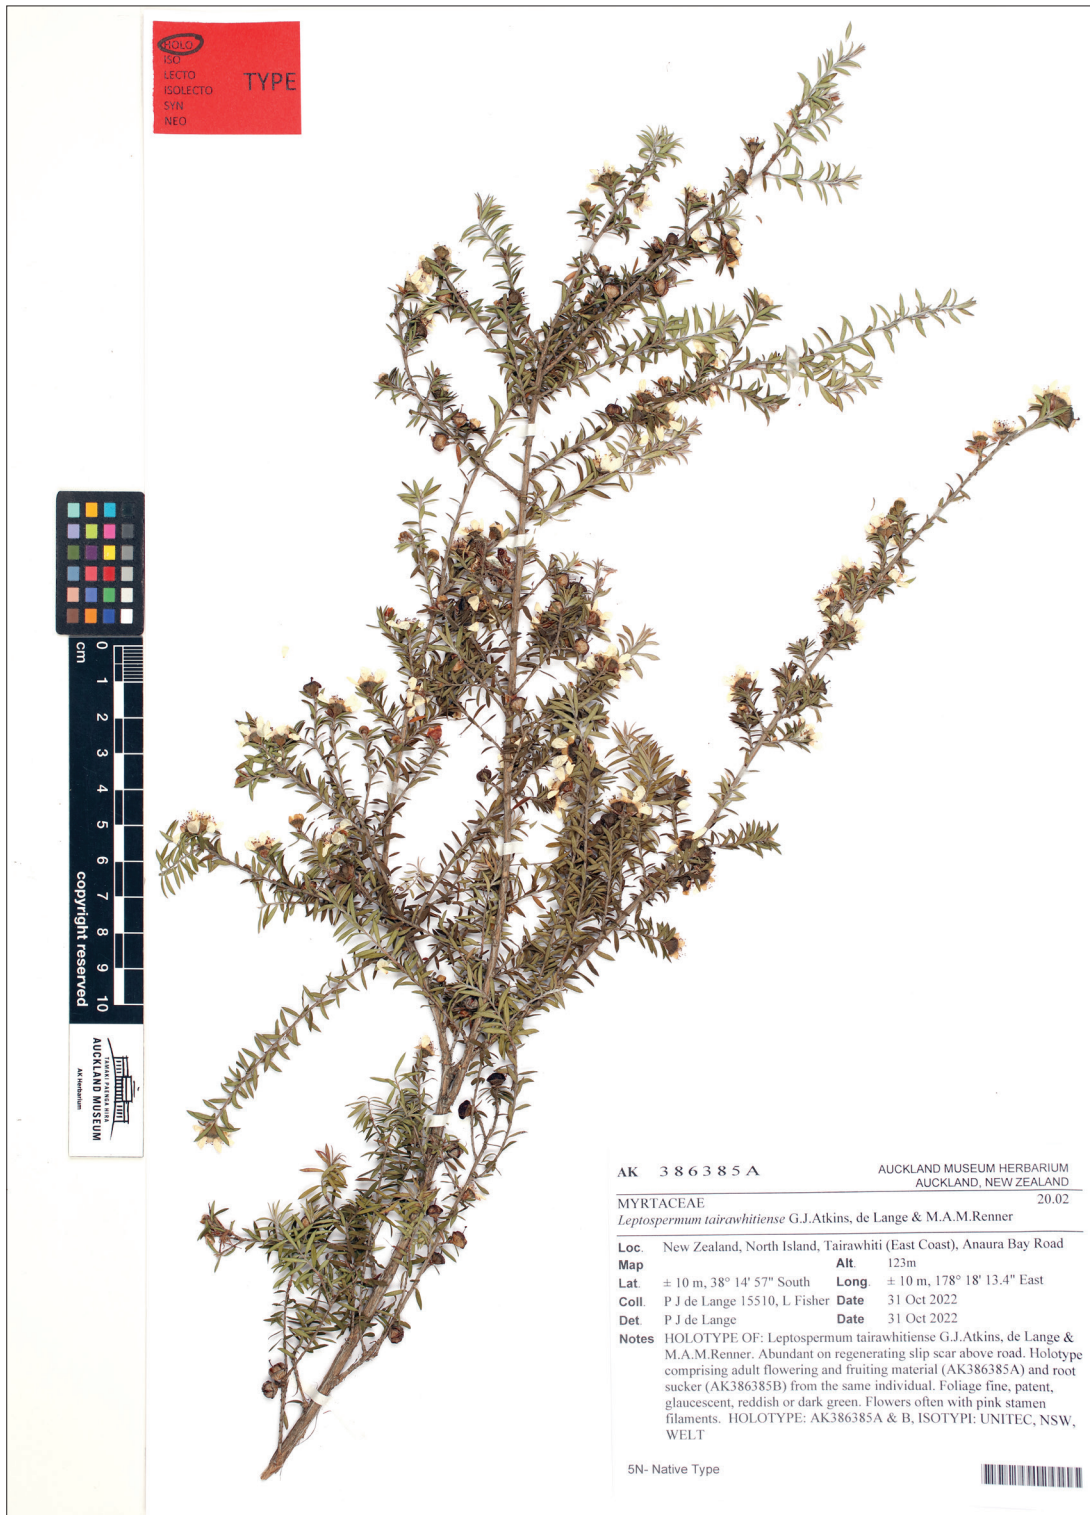 HOLO
ISO
LECTO
ISOLECTO
SYN
NEO
TYPE
cm
0
1
2
3
4
5
6
7
8
9
10
copyright reserved
AUCKLAND MUSEUM
TAMAKI PAENGA HIRA
AK Herbarium
AK 386385A
AUCKLAND MUSEUM HERBARIUM
AUCKLAND, NEW ZEALAND
MYRTACEAE 20.02
Leptospermum tairawhitiense G.J.Atkins, de Lange & M.A.M.Renner
Loc. New Zealand, North Island, Tairawhiti (East Coast), Anaura Bay Road
Map Alt. 123m
Lat. ± 10 m, 38° 14' 57" South Long. ± 10 m, 178° 18' 13.4" East
Coll. P J de Lange 15510, L Fisher Date 31 Oct 2022
Det. P J de Lange Date 31 Oct 2022
Notes HOLOTYPE OF: Leptospermum tairawhitiense G.J.Atkins, de Lange &
M.A.M.Renner. Abundant on regenerating slip scar above road. Holotype
comprising adult flowering and fruiting material (AK386385A) and root
sucker (AK386385B) from the same individual. Foliage fine, patent,
glaucescent, reddish or dark green. Flowers often with pink stamen
filaments. HOLOTYPE: AK386385A & B, ISOTYPI: UNITEC, NSW,
WELT
5N- Native Type